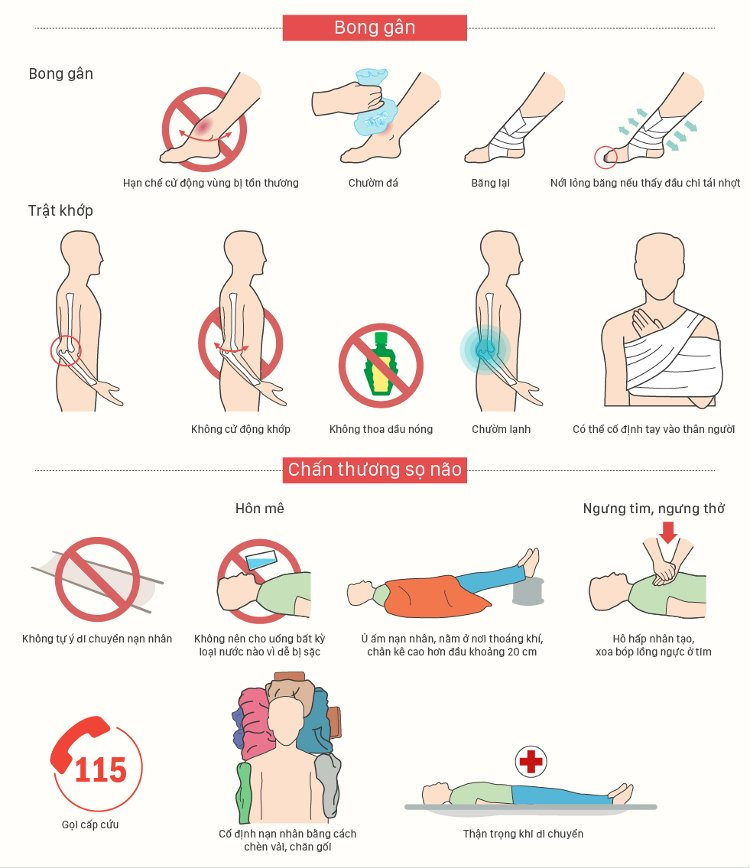 Bong gân
Bong gân
Hạn chế cử động vùng bị tổn thương
Chườm đá
Băng lại
Nới lỏng băng nếu thấy đầu chi tái nhợt
Trật khớp
Không cử động khớp
Không thoa dầu nóng
Chườm lạnh
Có thể cố định tay vào thân người
Chấn thương sọ não
Hôn mê
Ngưng tim, ngưng thở
Không tự ý di chuyển nạn nhân
Không nên cho uống bất kỳ
loại nước nào vì dễ bị sặc
Ủ ấm nạn nhân, nằm ở nơi thoáng khí,
chân kê cao hơn đầu khoảng 20 cm
Hô hấp nhân tạo,
xoa bóp lồng ngực ở tim
115
Gọi cấp cứu
Cố định nạn nhân bằng cách
chèn vải, chăn gối
Thận trọng khi di chuyển